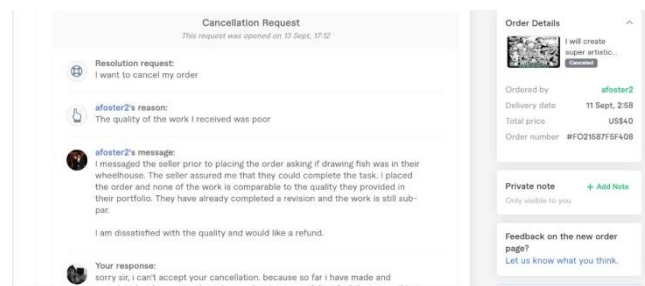 Cancellation Request
This request was opened on 13 Sept, 17:12
Resolution request:
I want to cancel my order
afoster2's reason:
The quality of the work I received was poor
afoster2's message:
I messaged the seller prior to placing the order asking if drawing fish was in their
wheelhouse. The seller assured me that they could complete the task. I placed
the order and none of the work is comparable to the quality they provided in
their portfolio. They have already completed a revision and the work is still sub-
par.
I am dissatisfied with the quality and would like a refund.
Your response:
sorry sir, i can't accept your cancellation. because so far i have made and
Order Details
I will create
super artistic...
Canceled
Ordered by afoster2
Delivery date 11 Sept, 2:58
Total price US$40
Order number #FO21587F5F408
Private note + Add Note
Only visible to you
Feedback on the new order
page?
Let us know what you think.